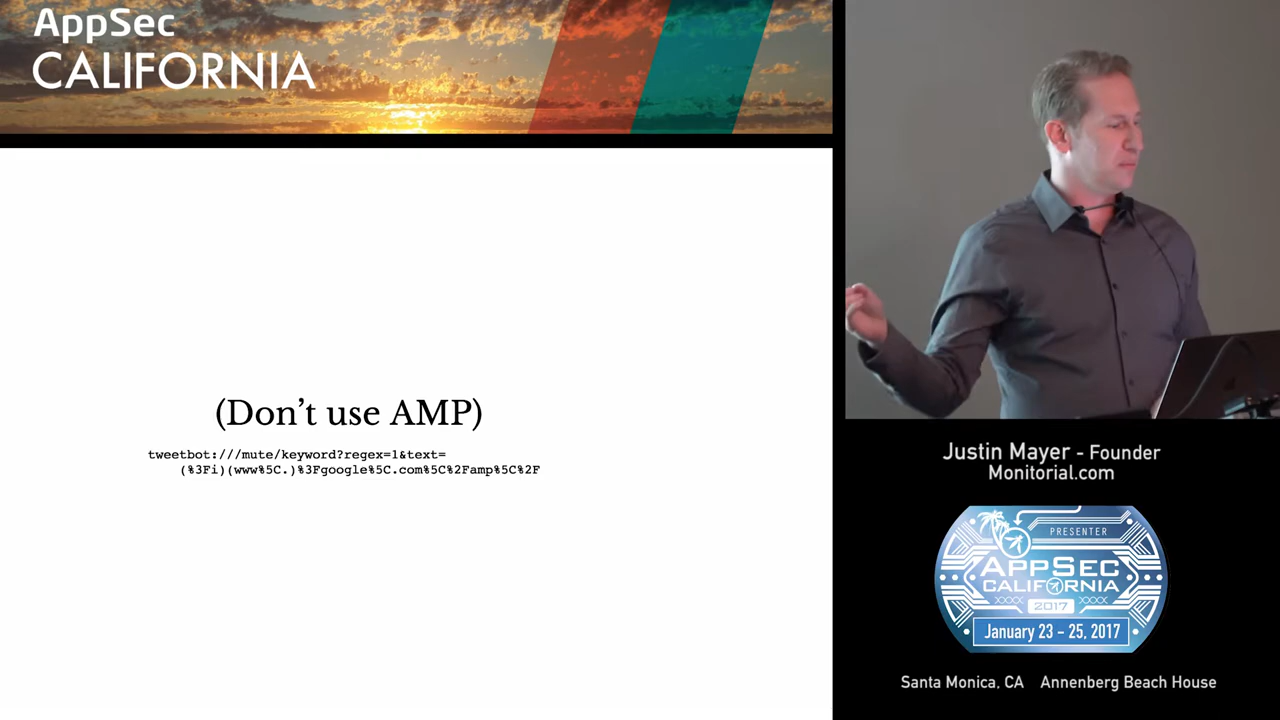 AppSec
CALIFORNIA
(Don’t use AMP)
tweetbot:///mute/keyword?regex=1&text=
(%3Fi)(www%5C.)%3Fgoogle%5C.com%5C%2Famp%5C%2F
Justin Mayer - Founder
Monitorial.com
PRESENTER
APPSEC
CALIFORNIA
XXXX 2017 XXXX
January 23 - 25, 2017
Santa Monica, CA Annenberg Beach House